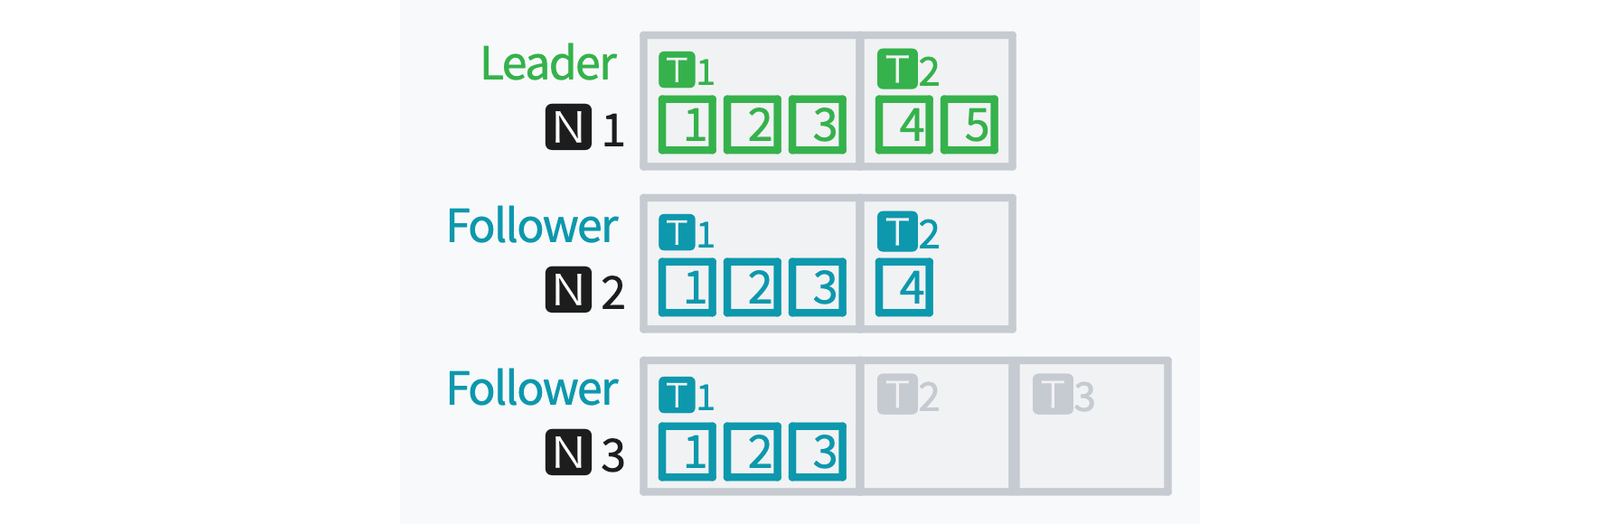 Leader
T1 T2
N 1
1 2 3 4 5
Follower
T1 T2
N 2
1 2 3 4
Follower
T1 T2 T3
N 3
1 2 3